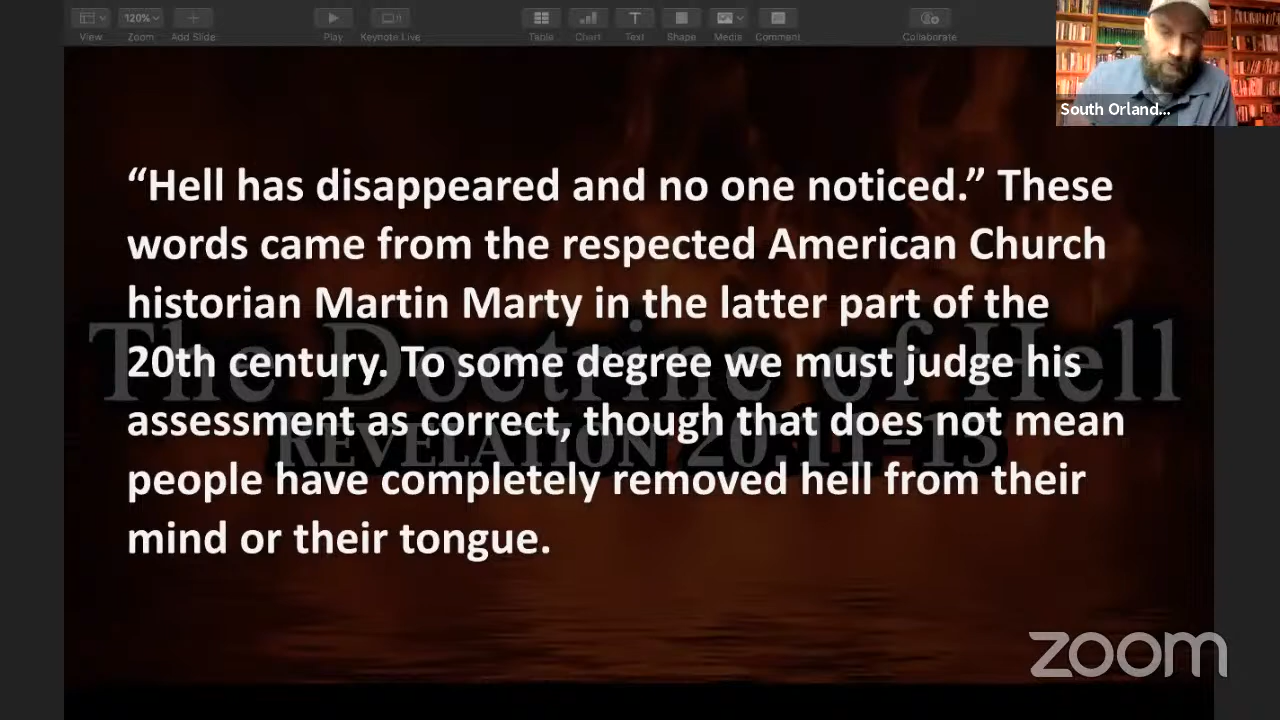 120%
View
Zoom
Add Slide
Play
Keynote Live
Table
Chart
Text
Shape
Media
Comment
Collaborate
South Orland...
“Hell has disappeared and no one noticed.” These
words came from the respected American Church
historian Martin Marty in the latter part of the
20th century. To some degree we must judge his
assessment as correct, though that does not mean
people have completely removed hell from their
mind or their tongue.
The Doctrine of Hell
REVELATION 20:11-15
zoom